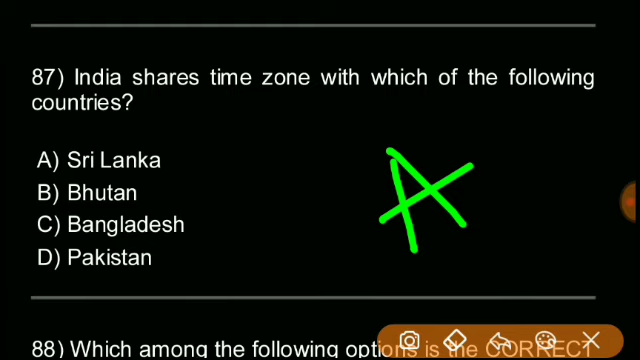 87) India shares time zone with which of the following
countries?
A) Sri Lanka
B) Bhutan
C) Bangladesh
D) Pakistan
A
88) Which among the following options is the CORRECT